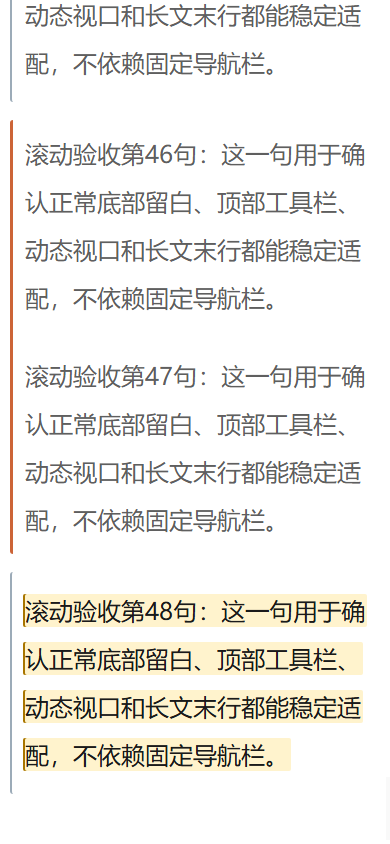 动态视口和长文末行都能稳定适
配，不依赖固定导航栏。
滚动验收第46句：这一句用于确
认正常底部留白、顶部工具栏、
动态视口和长文末行都能稳定适
配，不依赖固定导航栏。
滚动验收第47句：这一句用于确
认正常底部留白、顶部工具栏、
动态视口和长文末行都能稳定适
配，不依赖固定导航栏。
滚动验收第48句：这一句用于确
认正常底部留白、顶部工具栏、
动态视口和长文末行都能稳定适
配，不依赖固定导航栏。